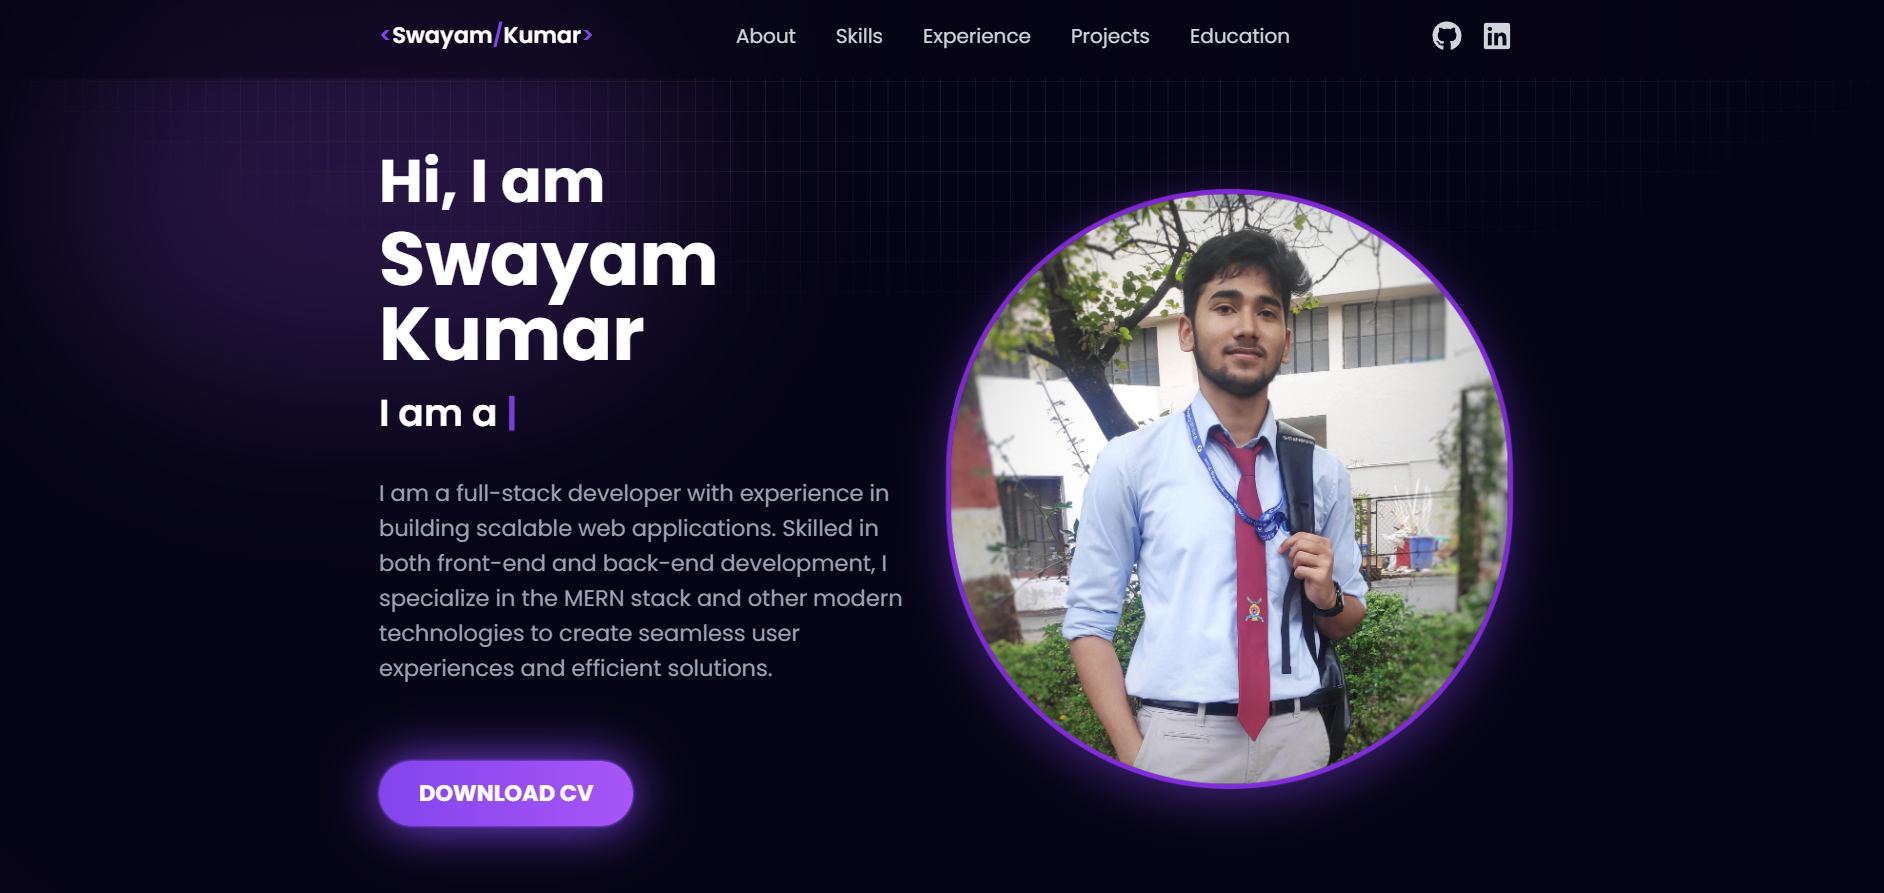 <Swayam/Kumar>
About Skills Experience Projects Education
Hi, I am
Swayam
Kumar
I am a |
I am a full-stack developer with experience in
building scalable web applications. Skilled in
both front-end and back-end development, I
specialize in the MERN stack and other modern
technologies to create seamless user
experiences and efficient solutions.
DOWNLOAD CV